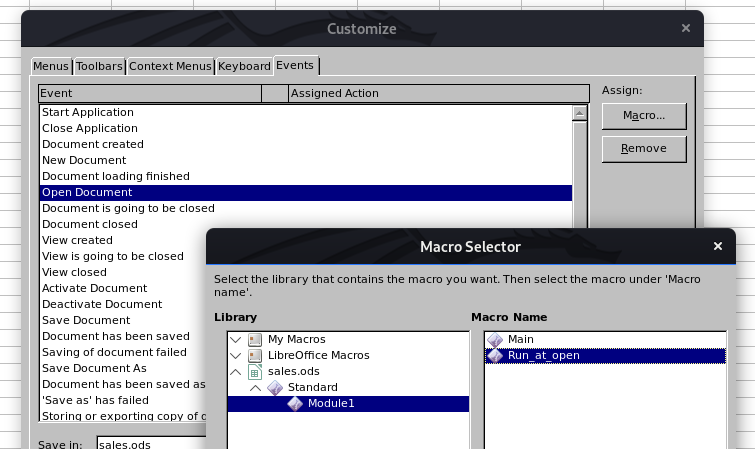 Customize
Menus Toolbars Context Menus Keyboard Events
Event Assigned Action
Assign:
Start Application
Macro...
Close Application
Document created
Remove
New Document
Document loading finished
Open Document
Document is going to be closed
Document closed
View created
View is going to be closed
View closed
Activate Document
Deactivate Document
Save Document
Document has been saved
Saving of document failed
Save Document As
Document has been saved as
'Save as' has failed
Storing or exporting copy of
Save in: sales.ods
Macro Selector
Select the library that contains the macro you want. Then select the macro under 'Macro
name'.
Library Macro Name
My Macros
LibreOffice Macros
sales.ods
Standard
Module1
Main
Run_at_open